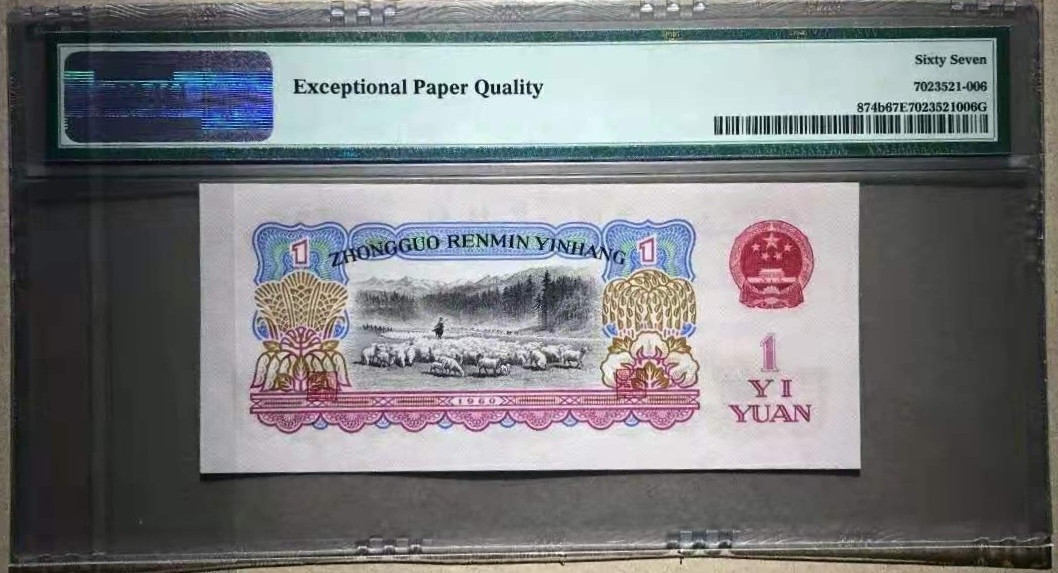 Exceptional Paper Quality
Sixty Seven
7023521-006
874b67E7023521006G
ZHONGGUO RENMIN YINHANG
1
1
1960
1
YI
YUAN